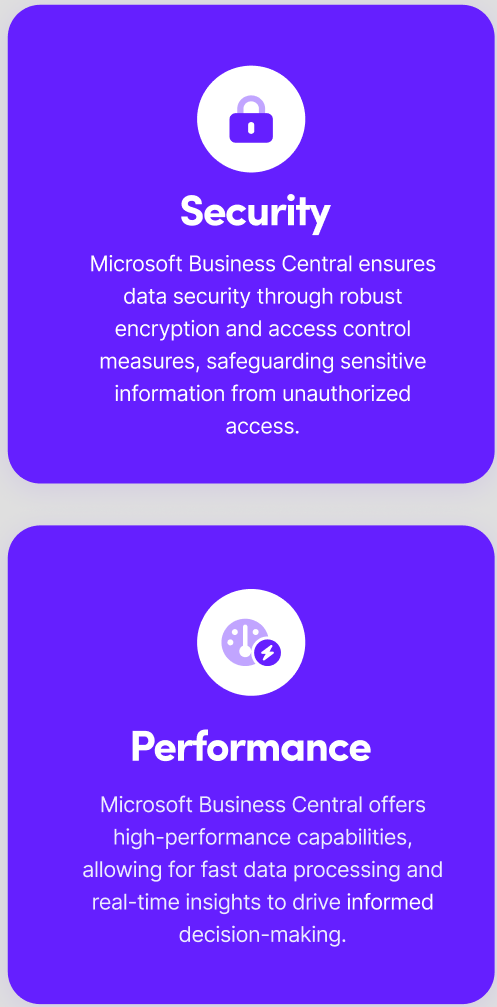 Security
Microsoft Business Central ensures
data security through robust
encryption and access control
measures, safeguarding sensitive
information from unauthorized
access.
Performance
Microsoft Business Central offers
high-performance capabilities,
allowing for fast data processing and
real-time insights to drive informed
decision-making.